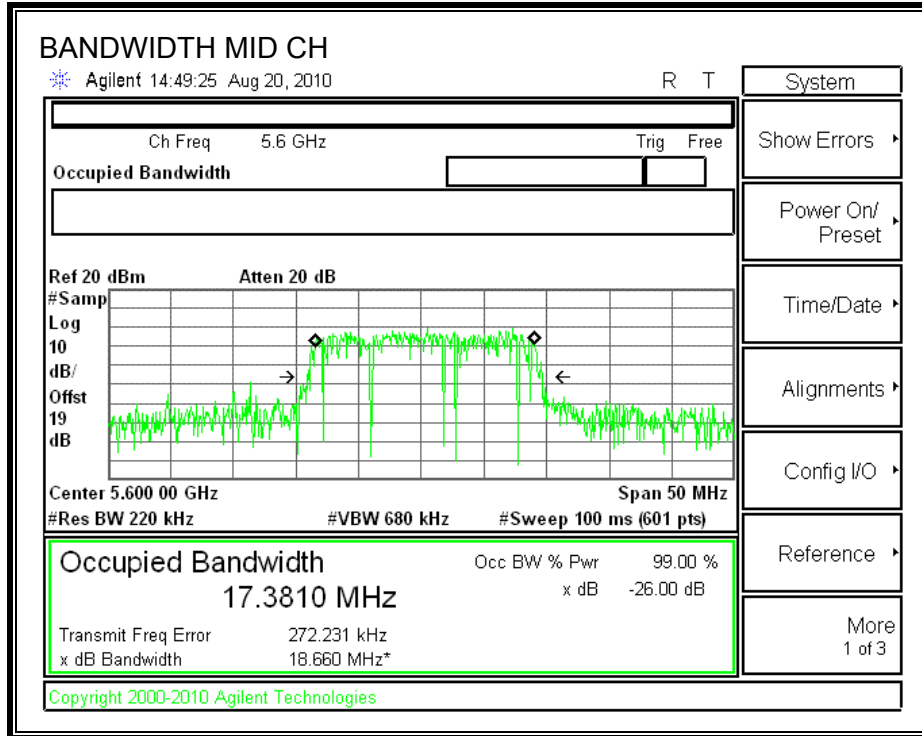 BANDWIDTH MID CH
Agilent 14:49:25 Aug 20, 2010 R T
System
Ch Freq 5.6 GHz Trig Free
Show Errors
Occupied Bandwidth
Power On/
Preset
Ref 20 dBm Atten 20 dB
#Samp
Log
10
dB/
Offst
19
dB
Time/Date
Alignments
Config I/O
Center 5.600 00 GHz Span 50 MHz
#Res BW 220 kHz #VBW 680 kHz #Sweep 100 ms (601 pts)
Occupied Bandwidth Occ BW % Pwr 99.00 %
17.3810 MHz x dB -26.00 dB
Reference
Transmit Freq Error 272.231 kHz
x dB Bandwidth 18.660 MHz*
More
1 of 3
Copyright 2000-2010 Agilent Technologies